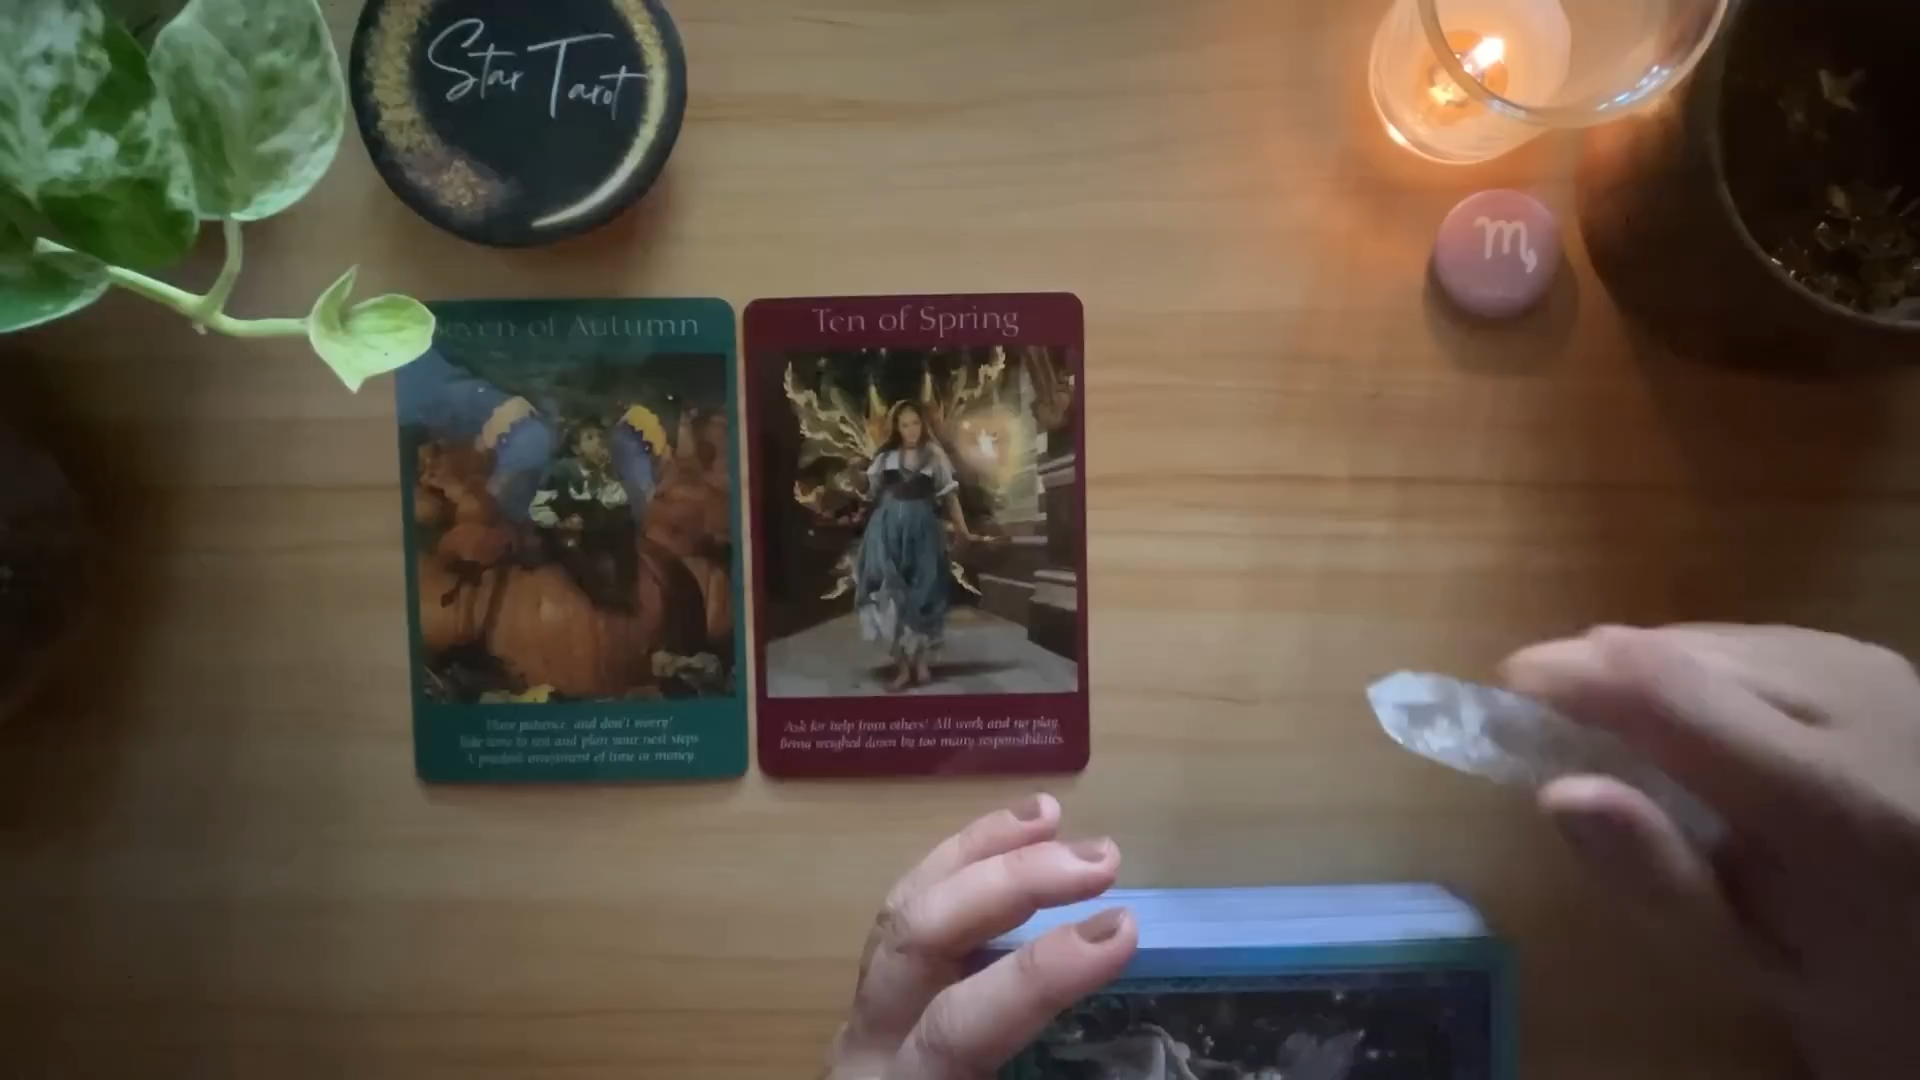 Star Tarot
♏
Seven of Autumn
Have patience, and don't worry!
Take time to rest and plan your next steps.
A prudent investment of time or money.
Ten of Spring
Ask for help from others! All work and no play.
Being weighed down by too many responsibilities.